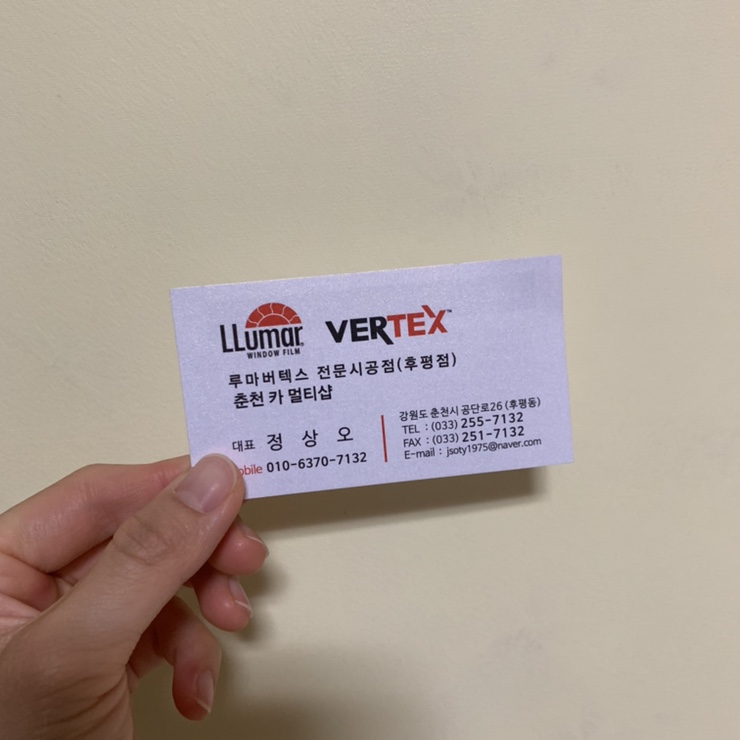 LLumar
WINDOW FILM
VERTEX™
루마버텍스 전문시공점(후평점)
춘천 카 멀티샵
대표 정 상 오
Mobile 010-6370-7132
강원도 춘천시 공단로26 (후평동)
TEL : (033) 255-7132
FAX : (033) 251-7132
E-mail : jsoty1975@naver.com